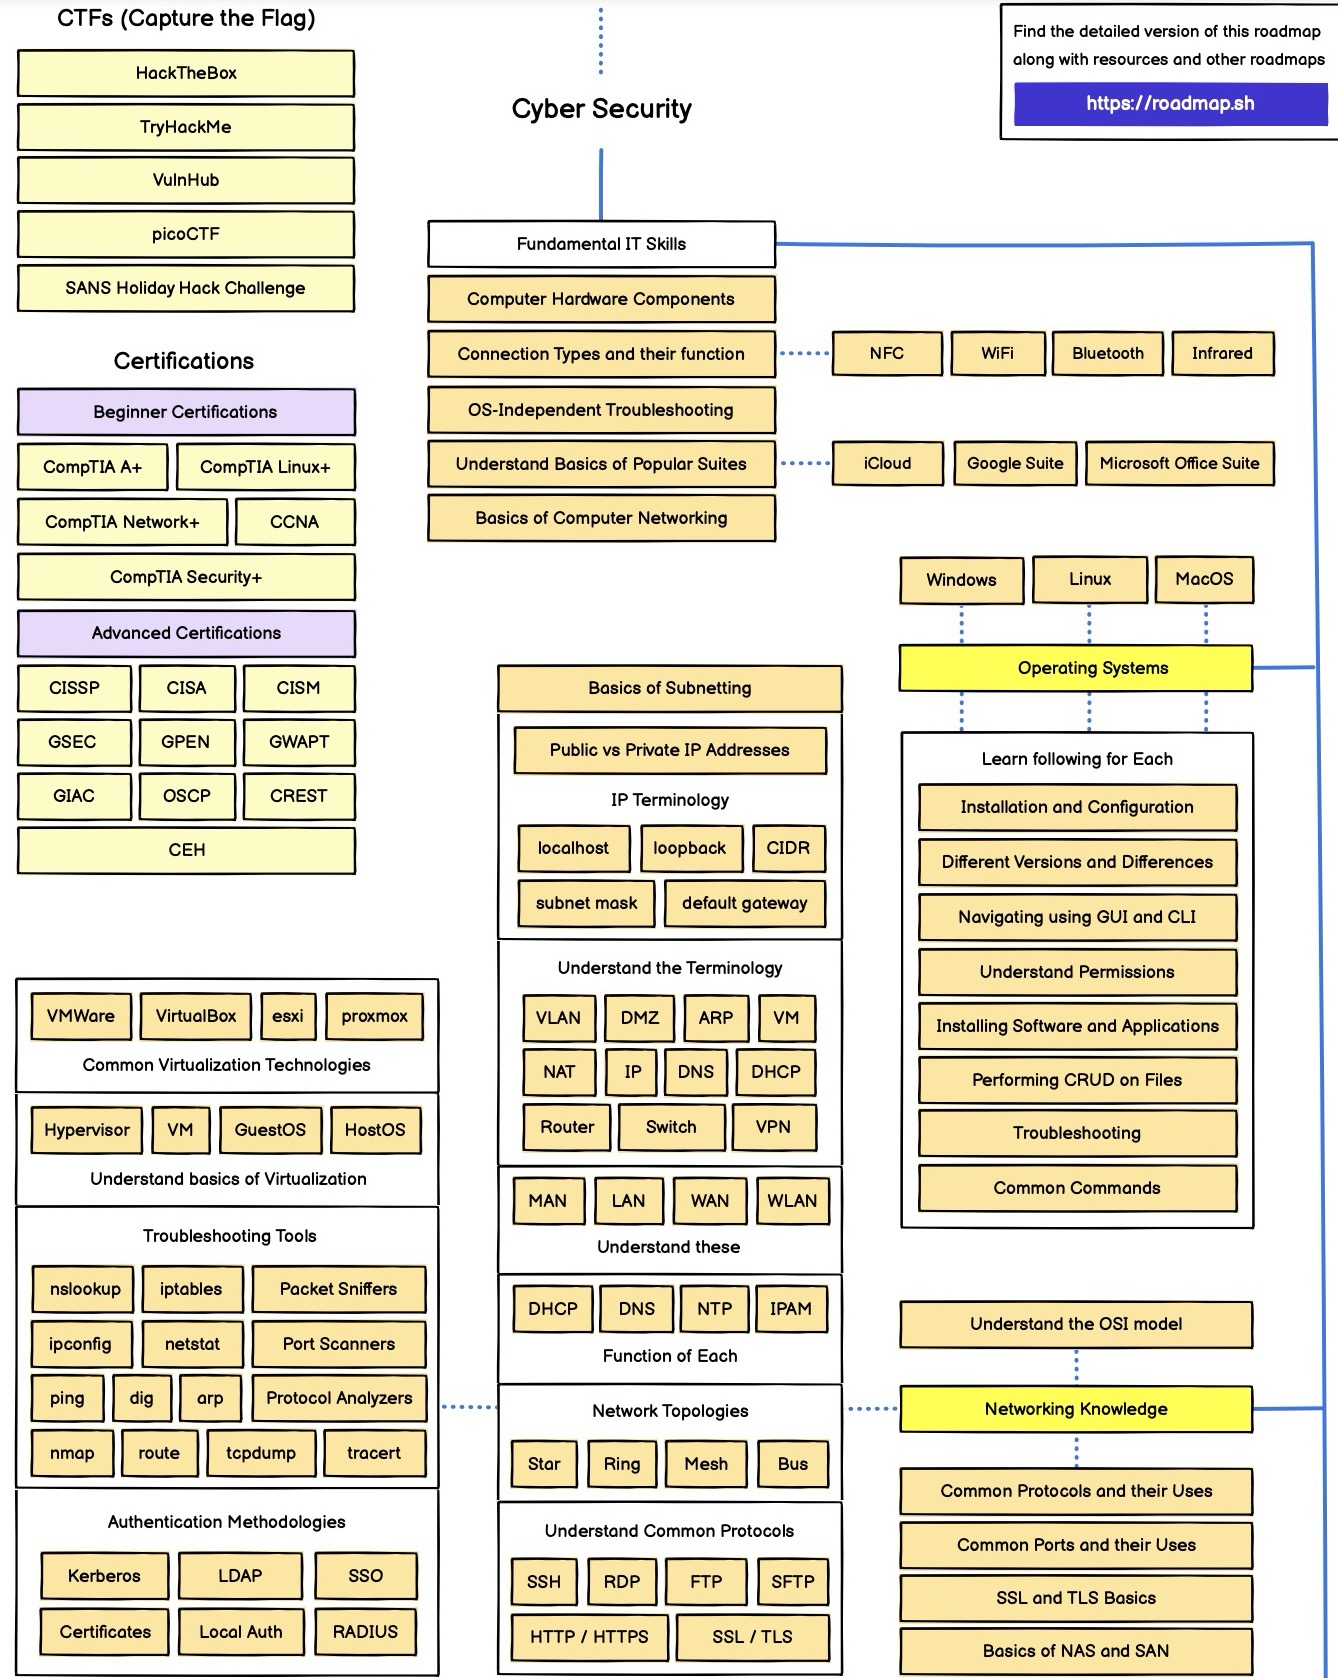 CTFs (Capture the Flag)
HackTheBox
TryHackMe
VulnHub
picoCTF
SANS Holiday Hack Challenge
Certifications
Beginner Certifications
CompTIA A+
CompTIA Linux+
CompTIA Network+
CCNA
CompTIA Security+
Advanced Certifications
CISSP
CISA
CISM
GSEC
GPEN
GWAPT
GIAC
OSCP
CREST
CEH
Cyber Security
Find the detailed version of this roadmap
along with resources and other roadmaps
https://roadmap.sh
Fundamental IT Skills
Computer Hardware Components
Connection Types and their function
NFC
WiFi
Bluetooth
Infrared
OS-Independent Troubleshooting
Understand Basics of Popular Suites
iCloud
Google Suite
Microsoft Office Suite
Basics of Computer Networking
Windows
Linux
MacOS
Operating Systems
Learn following for Each
Installation and Configuration
Different Versions and Differences
Navigating using GUI and CLI
Understand Permissions
Installing Software and Applications
Performing CRUD on Files
Troubleshooting
Common Commands
Understand the OSI model
Networking Knowledge
Common Protocols and their Uses
Common Ports and their Uses
SSL and TLS Basics
Basics of NAS and SAN
Basics of Subnetting
Public vs Private IP Addresses
IP Terminology
localhost
loopback
CIDR
subnet mask
default gateway
Understand the Terminology
VLAN
DMZ
ARP
VM
NAT
IP
DNS
DHCP
Router
Switch
VPN
MAN
LAN
WAN
WLAN
Understand these
DHCP
DNS
NTP
IPAM
Function of Each
Network Topologies
Star
Ring
Mesh
Bus
Understand Common Protocols
SSH
RDP
FTP
SFTP
HTTP / HTTPS
SSL / TLS
VMWare
VirtualBox
esxi
proxmox
Common Virtualization Technologies
Hypervisor
VM
GuestOS
HostOS
Understand basics of Virtualization
Troubleshooting Tools
nslookup
iptables
Packet Sniffers
ipconfig
netstat
Port Scanners
ping
dig
arp
Protocol Analyzers
nmap
route
tcpdump
tracert
Authentication Methodologies
Kerberos
LDAP
SSO
Certificates
Local Auth
RADIUS